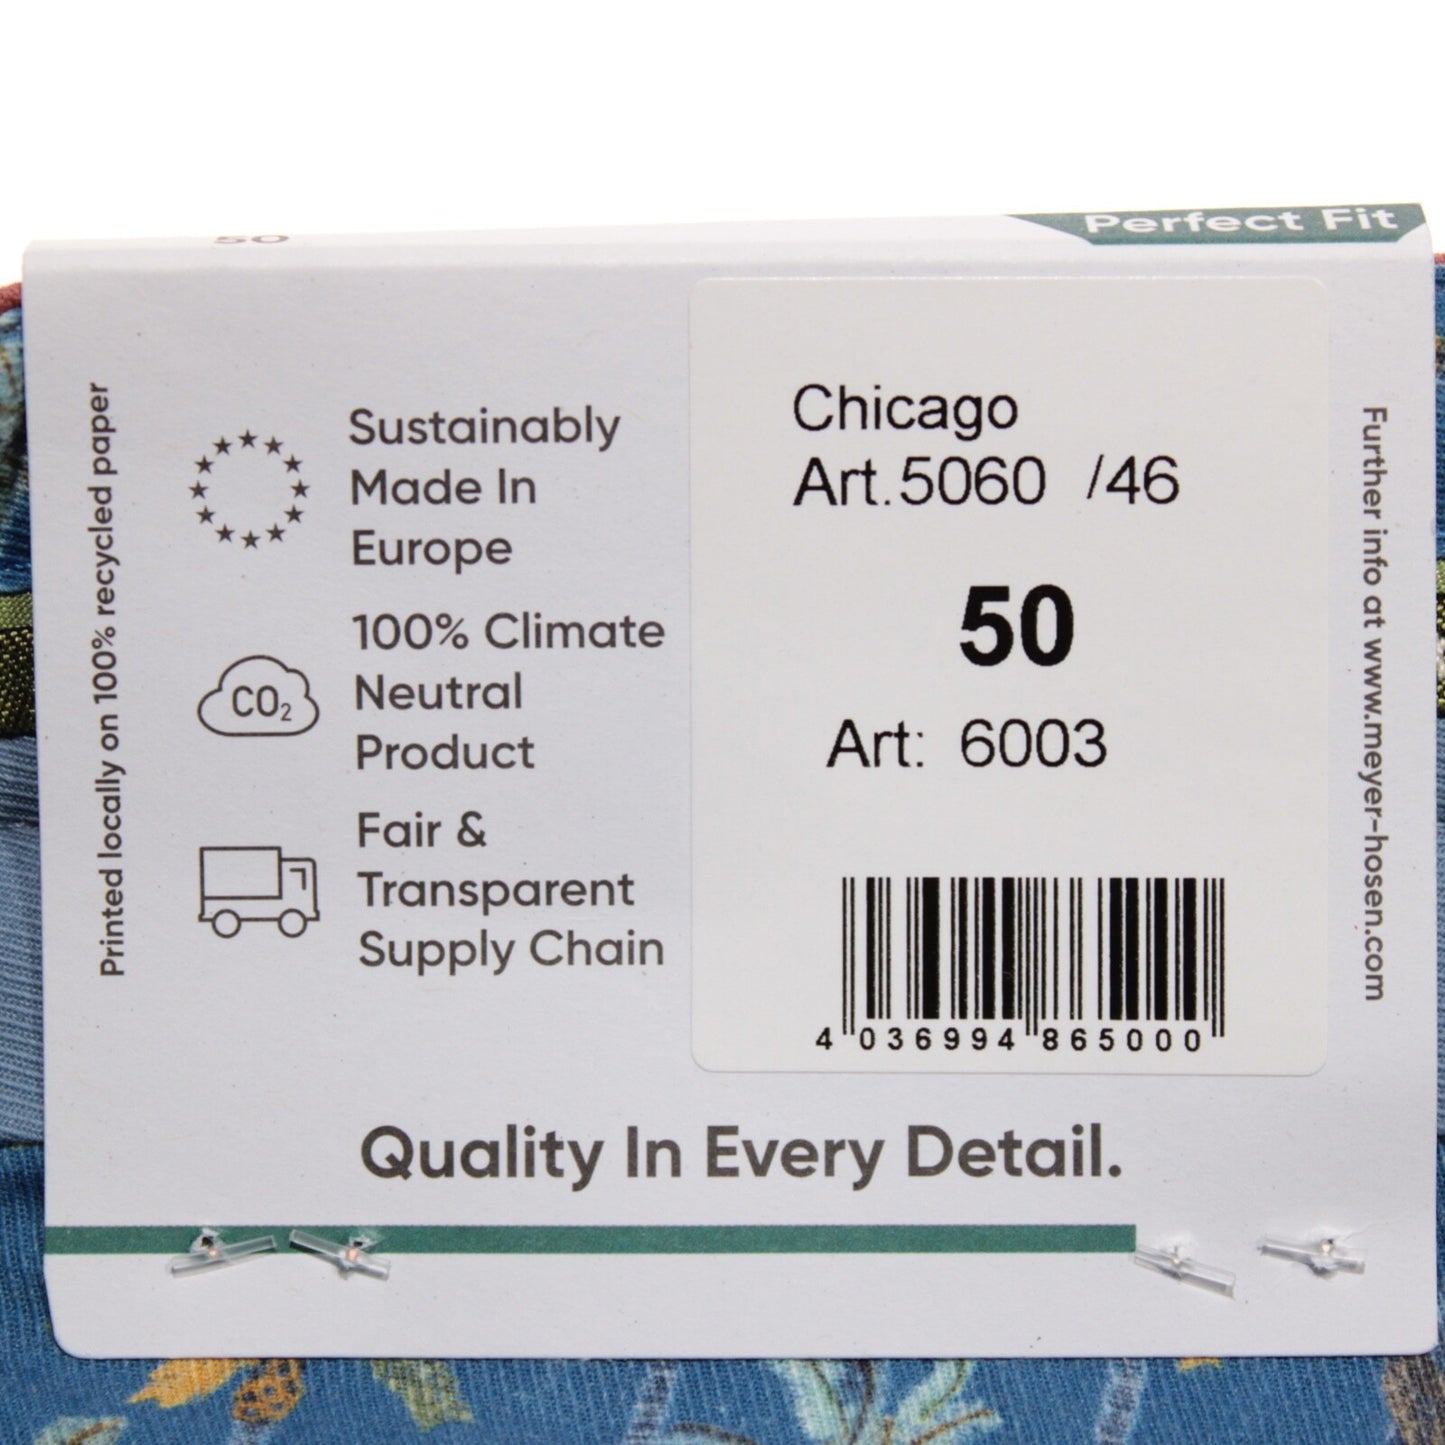 50
Perfect Fit
Printed locally on 100% recycled paper
Sustainably
Made In
Europe
CO₂
100% Climate
Neutral
Product
Fair &
Transparent
Supply Chain
Chicago
Art.5060 /46
50
Art: 6003
4 036994 865000
Further info at www.meyer-hosen.com
Quality In Every Detail.